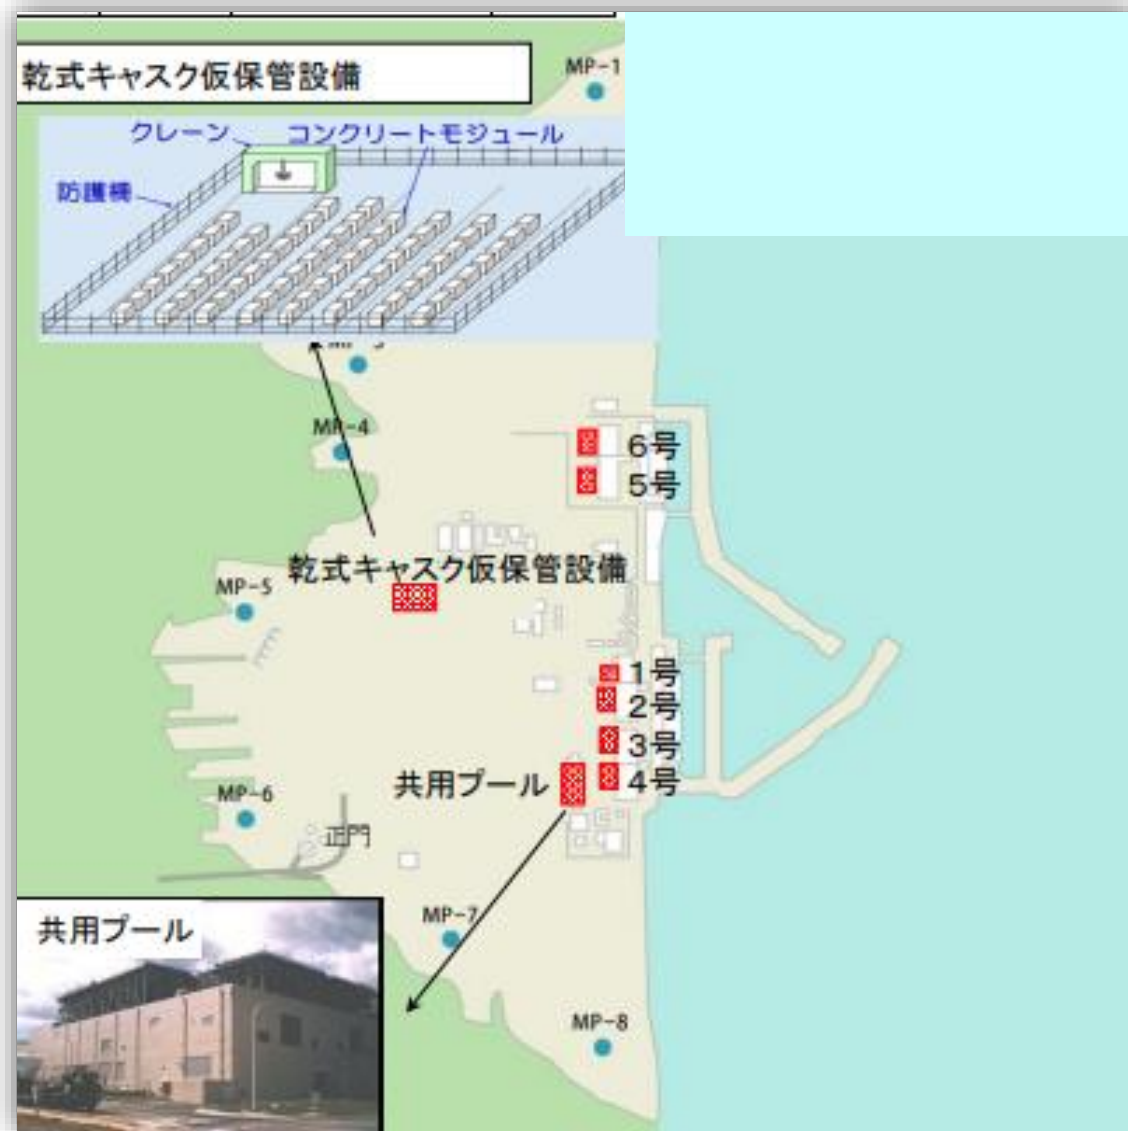 乾式キャスク仮保管設備
MP-1
クレーン
コンクリートモジュール
防護柵
MP-4
6号
5号
乾式キャスク仮保管設備
MP-5
1号
2号
3号
共用プール
4号
MP-6
正門
MP-7
共用プール
MP-8